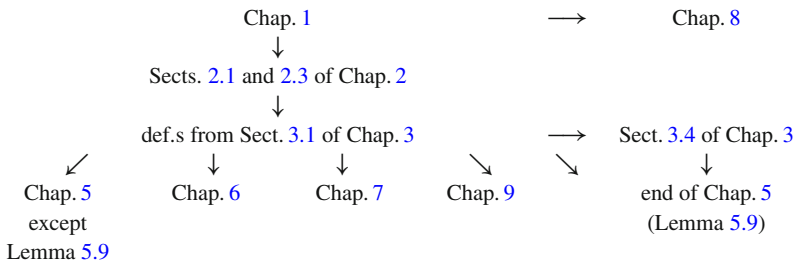 Chap. 1 ⟶ Chap. 8
↓
Sects. 2.1 and 2.3 of Chap. 2
↓
def.s from Sect. 3.1 of Chap. 3 ⟶ Sect. 3.4 of Chap. 3
↙ ↓ ↓ ↘ ↘ ↓
Chap. 5 Chap. 6 Chap. 7 Chap. 9 end of Chap. 5
except (Lemma 5.9)
Lemma 5.9